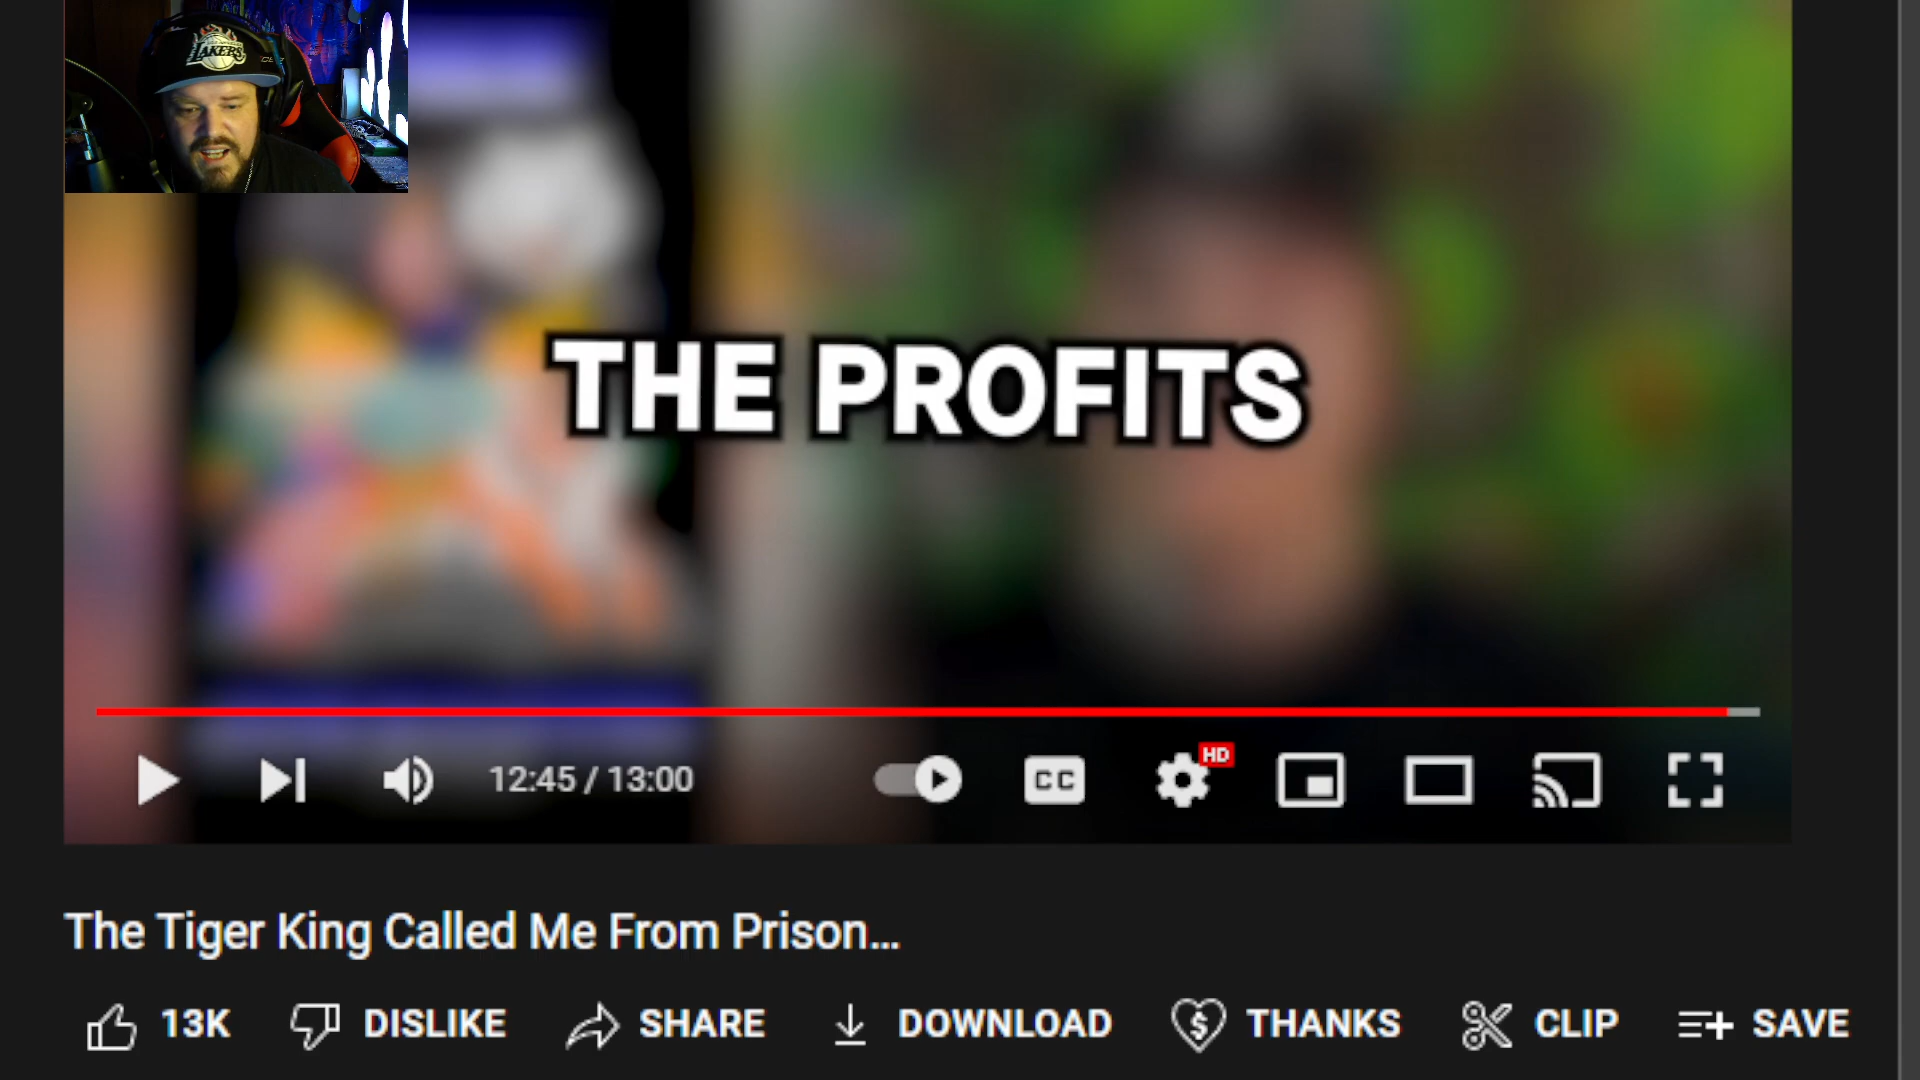 LAKERS
THE PROFITS
HD
12:45 / 13:00
CC
The Tiger King Called Me From Prison...
13K DISLIKE SHARE DOWNLOAD THANKS CLIP SAVE